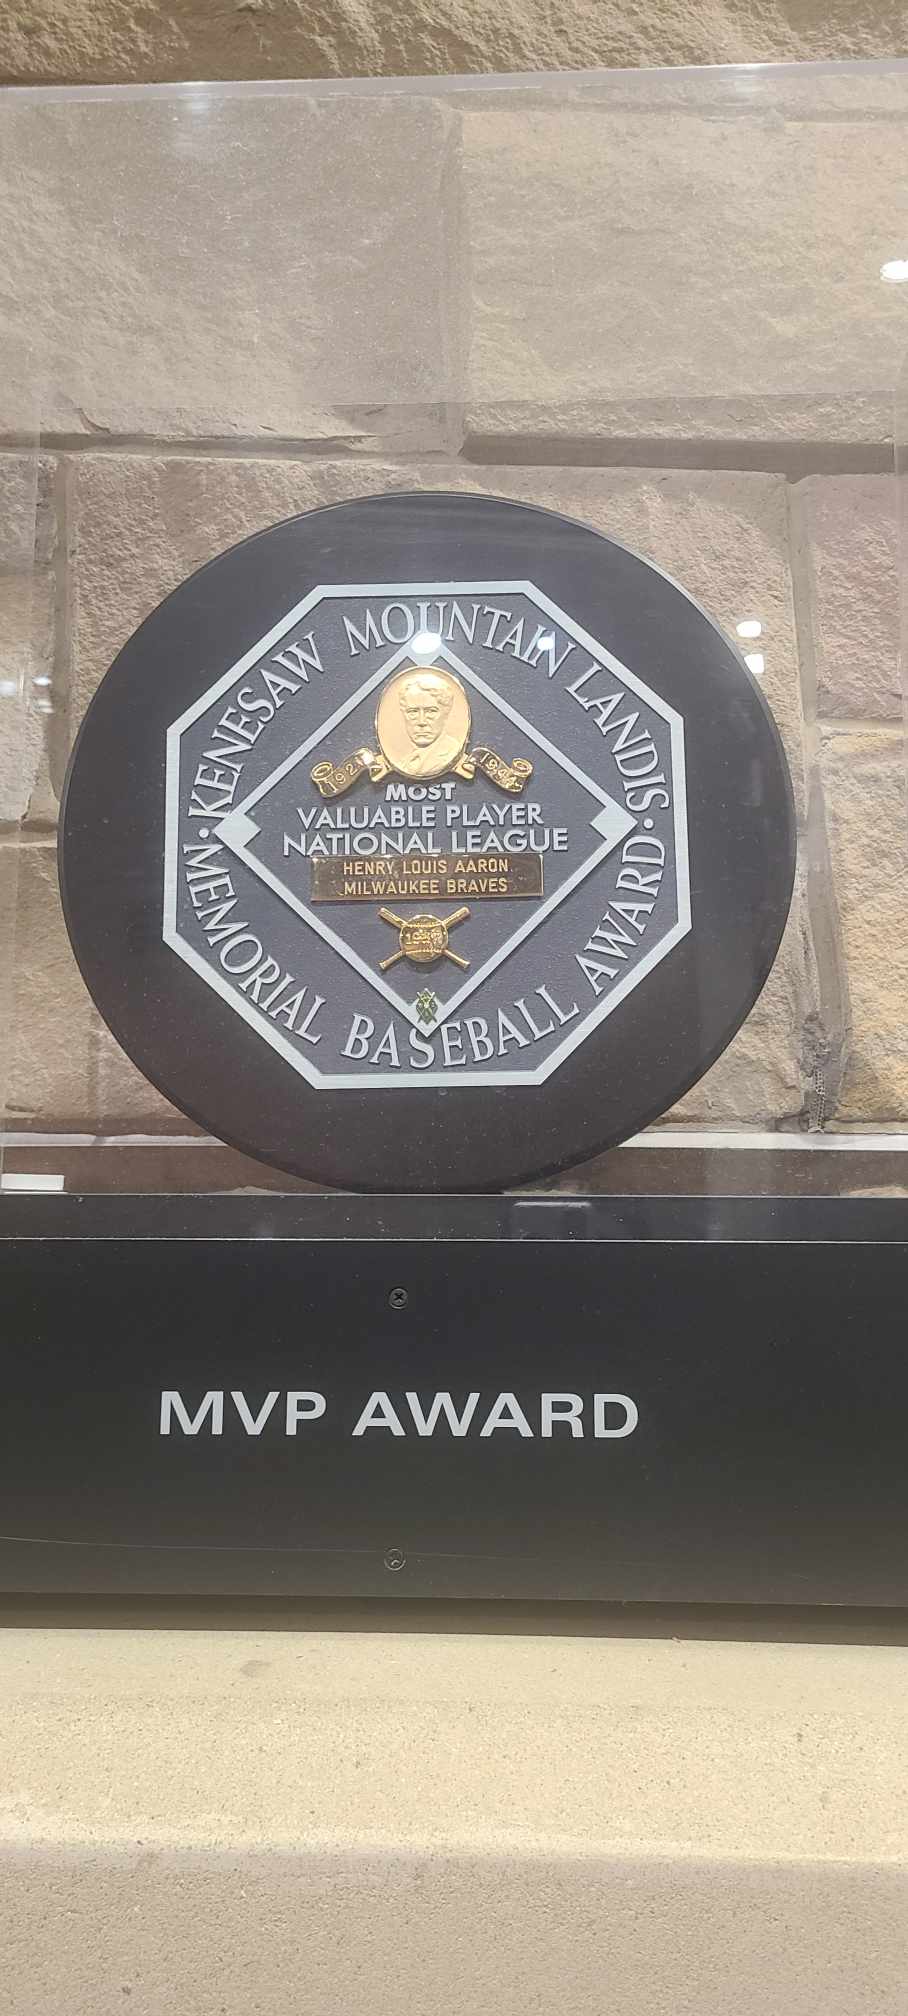 KENESAW MOUNTAIN LANDIS
1921 1944
MOST
VALUABLE PLAYER
NATIONAL LEAGUE
HENRY LOUIS AARON
MILWAUKEE BRAVES
MEMORIAL BASEBALL AWARD
MVP AWARD